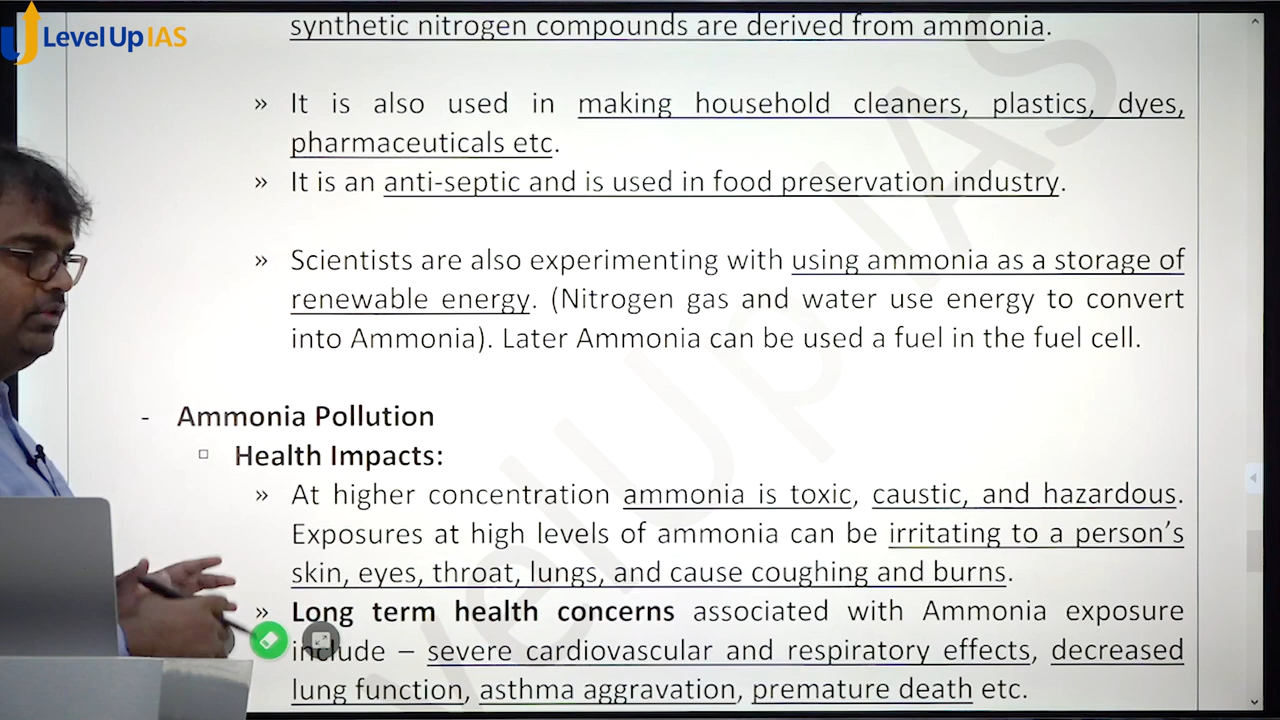 synthetic nitrogen compounds are derived from ammonia.
Level Up IAS
» It is also used in making household cleaners, plastics, dyes,
pharmaceuticals etc.
» It is an anti-septic and is used in food preservation industry.
» Scientists are also experimenting with using ammonia as a storage of
renewable energy. (Nitrogen gas and water use energy to convert
into Ammonia). Later Ammonia can be used a fuel in the fuel cell.
- Ammonia Pollution
Health Impacts:
» At higher concentration ammonia is toxic, caustic, and hazardous.
Exposures at high levels of ammonia can be irritating to a person's
skin, eyes, throat, lungs, and cause coughing and burns.
» Long term health concerns associated with Ammonia exposure
include – severe cardiovascular and respiratory effects, decreased
lung function, asthma aggravation, premature death etc.